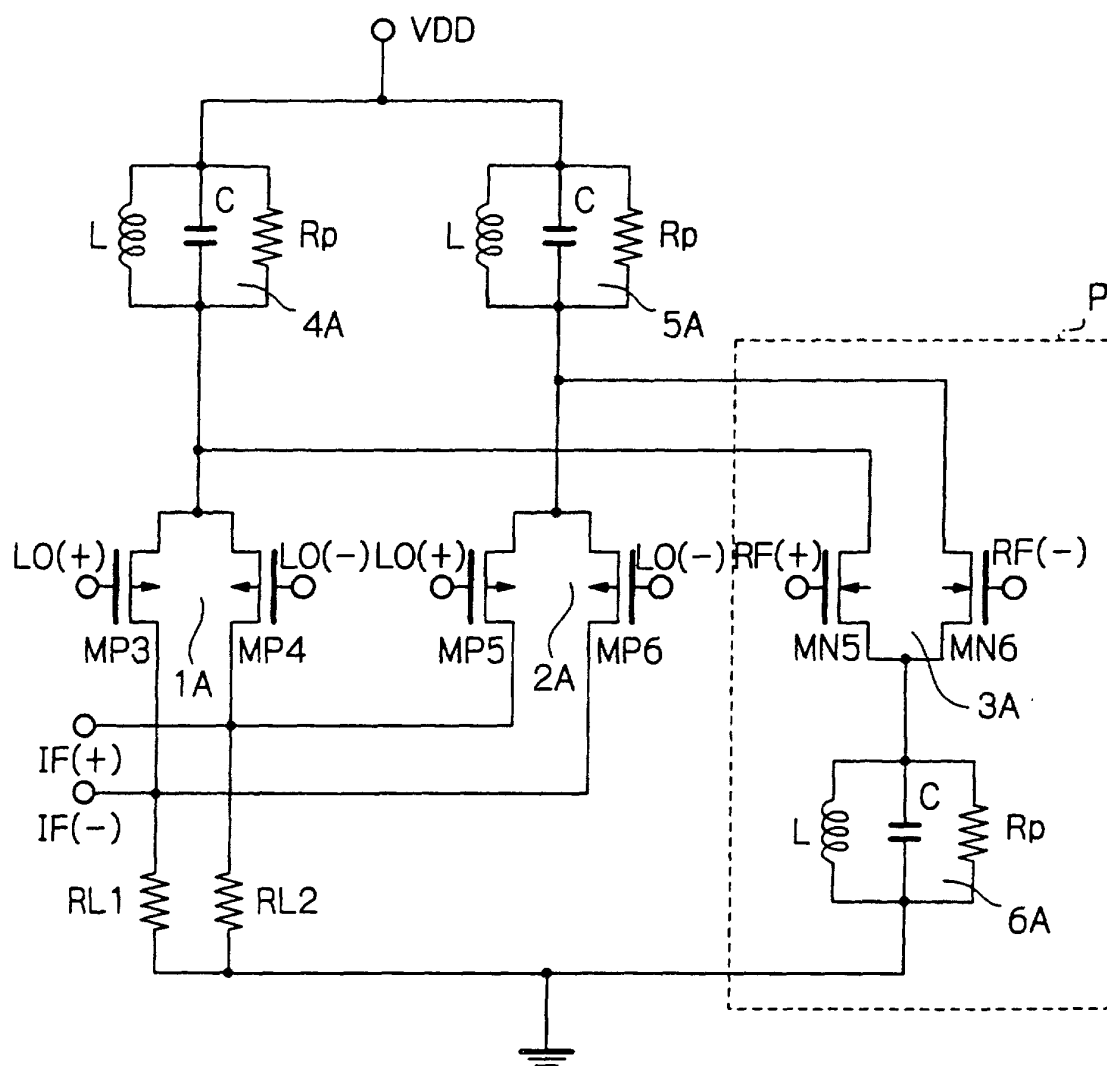 VDD
C
L
Rp
4A
C
L
Rp
5A
P
LO(+)
LO(-)
LO(+)
LO(-)
RF(+)
RF(-)
MP3
MP4
MP5
MP6
MN5
MN6
1A
2A
3A
IF(+)
IF(-)
C
L
Rp
6A
RL1
RL2